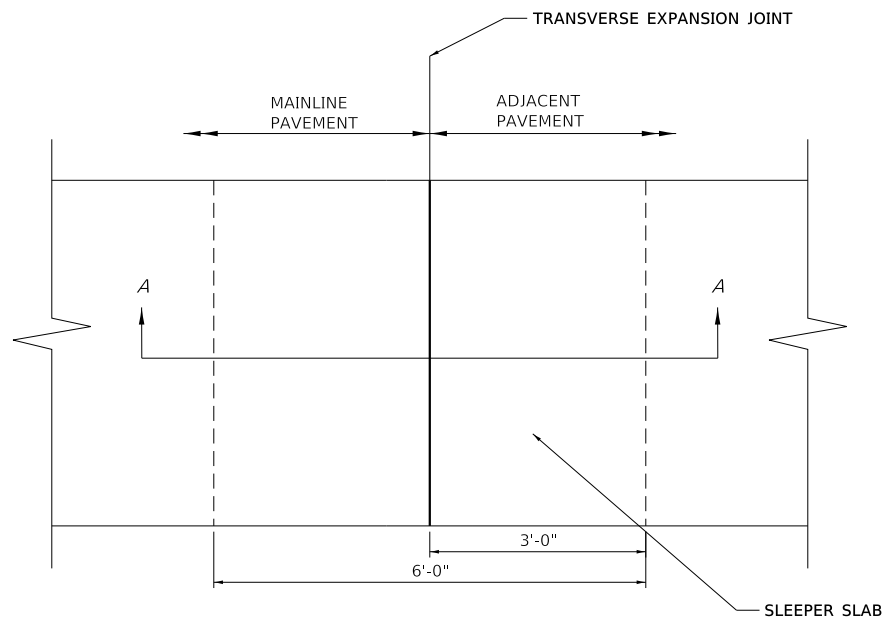 TRANSVERSE EXPANSION JOINT
MAINLINE
PAVEMENT
ADJACENT
PAVEMENT
A
A
3'-0"
6'-0"
SLEEPER SLAB